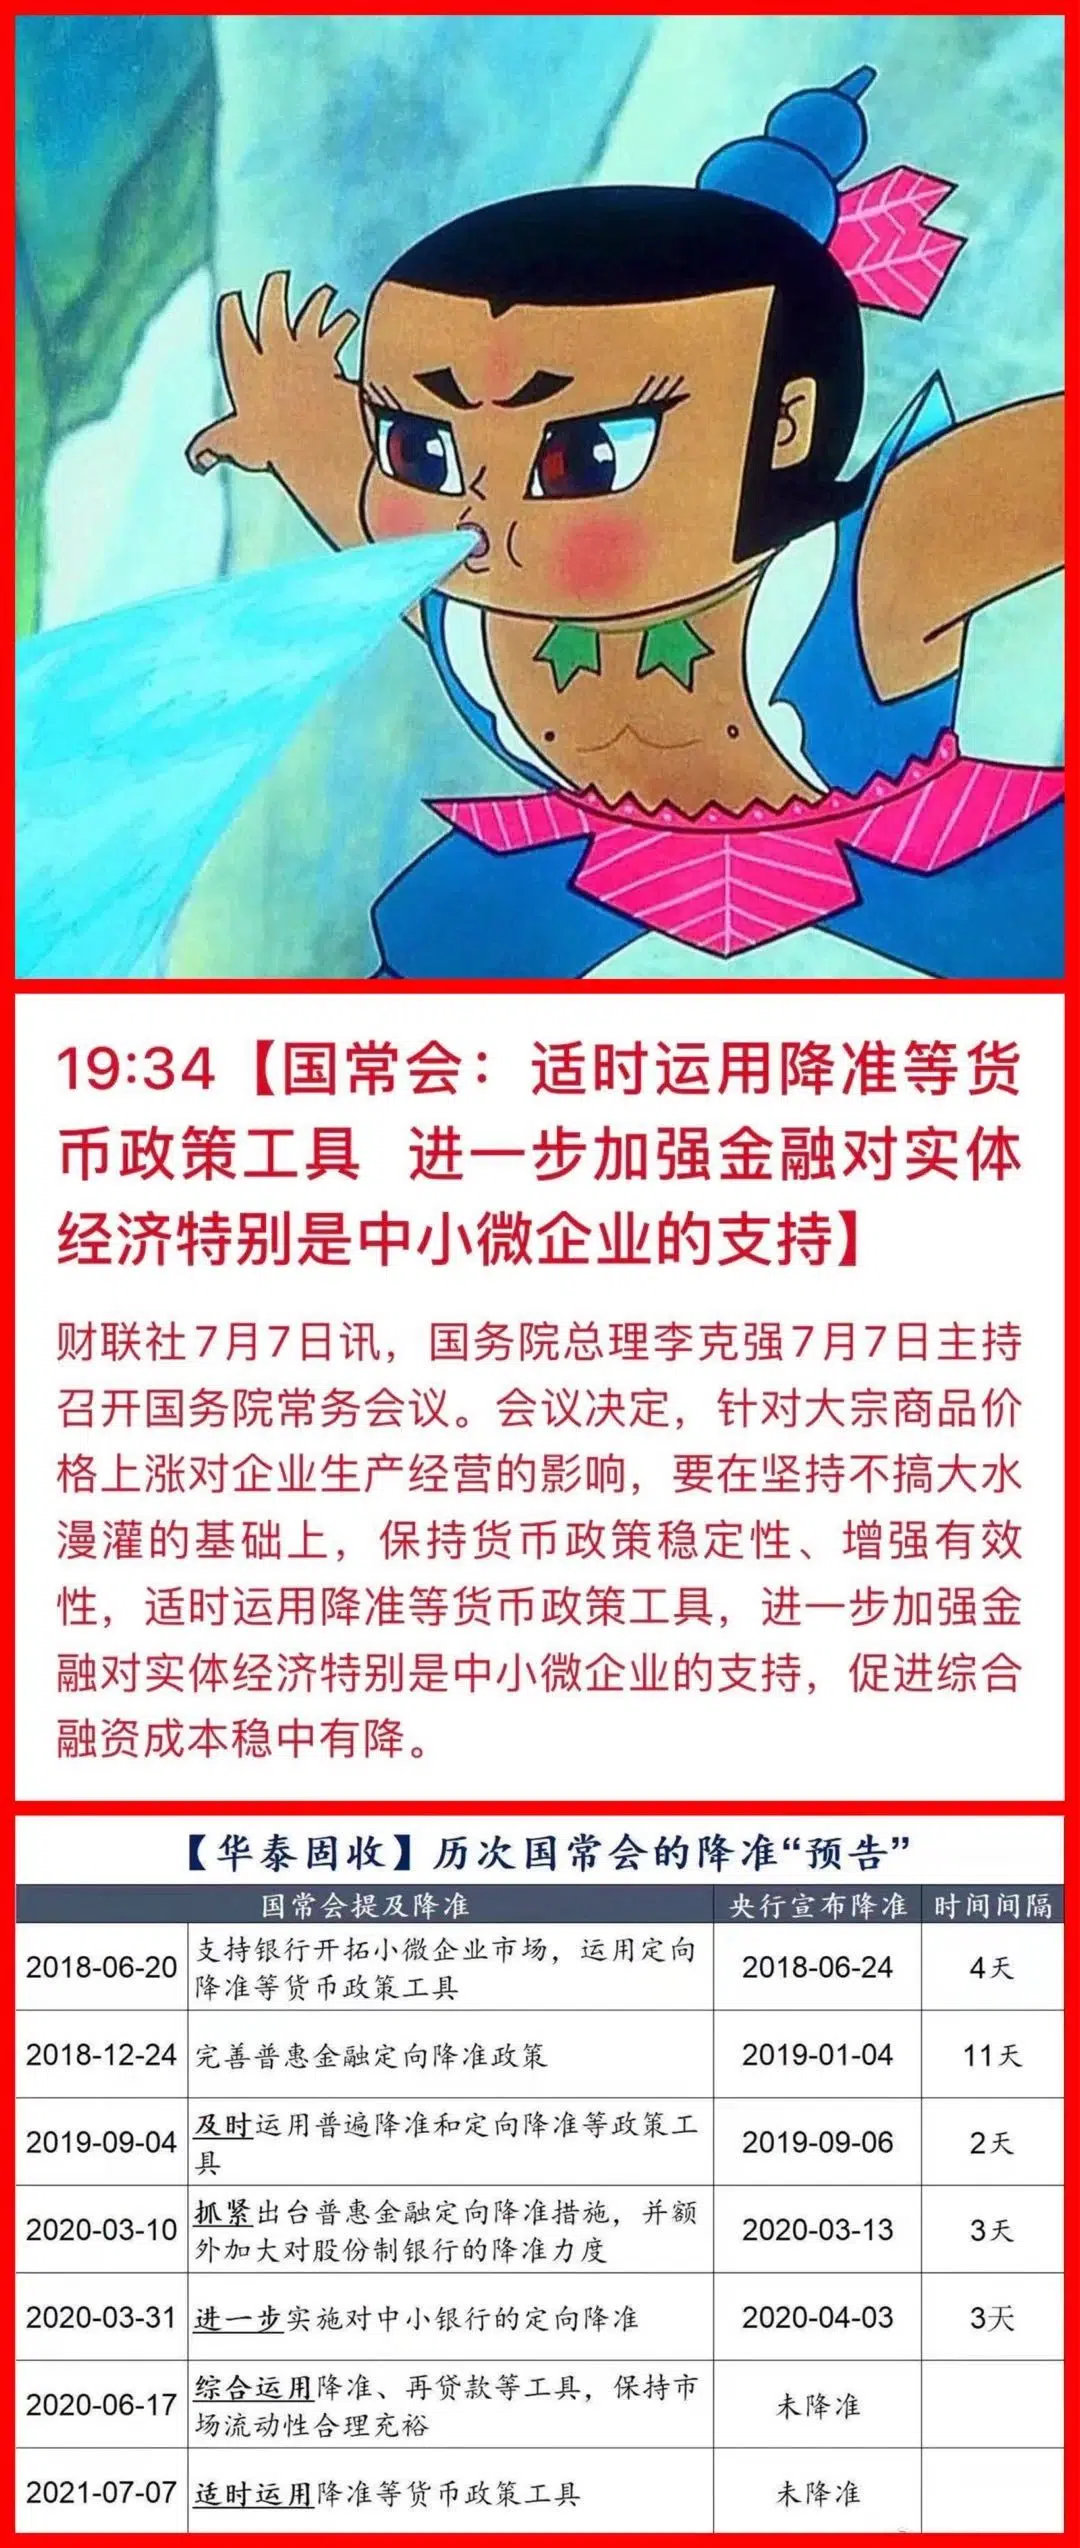 19:34【国常会：适时运用降准等货
币政策工具 进一步加强金融对实体
经济特别是中小微企业的支持】
财联社7月7日讯，国务院总理李克强7月7日主持
召开国务院常务会议。会议决定，针对大宗商品价
格上涨对企业生产经营的影响，要在坚持不搞大水
漫灌的基础上，保持货币政策稳定性、增强有效
性，适时运用降准等货币政策工具，进一步加强金
融对实体经济特别是中小微企业的支持，促进综合
融资成本稳中有降。
【华泰固收】历次国常会的降准“预告”
国常会提及降准 央行宣布降准 时间间隔
2018-06-20 支持银行开拓小微企业市场，运用定向
降准等货币政策工具 2018-06-24 4天
2018-12-24 完善普惠金融定向降准政策 2019-01-04 11天
2019-09-04 及时运用普遍降准和定向降准等政策工
具 2019-09-06 2天
2020-03-10 抓紧出台普惠金融定向降准措施，并额
外加大对股份制银行的降准力度 2020-03-13 3天
2020-03-31 进一步实施对中小银行的定向降准 2020-04-03 3天
2020-06-17 综合运用降准、再贷款等工具，保持市
场流动性合理充裕 未降准
2021-07-07 适时运用降准等货币政策工具 未降准